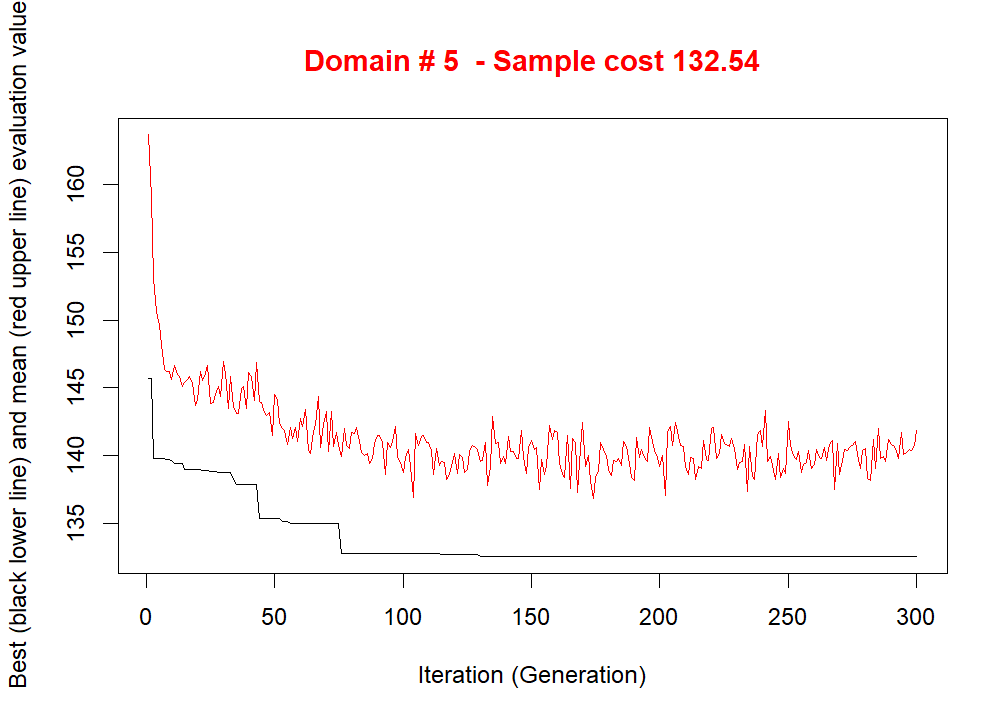 Domain # 5  - Sample cost 132.54
Best (black lower line) and mean (red upper line) evaluation value
160
155
150
145
140
135
0 50 100 150 200 250 300
Iteration (Generation)